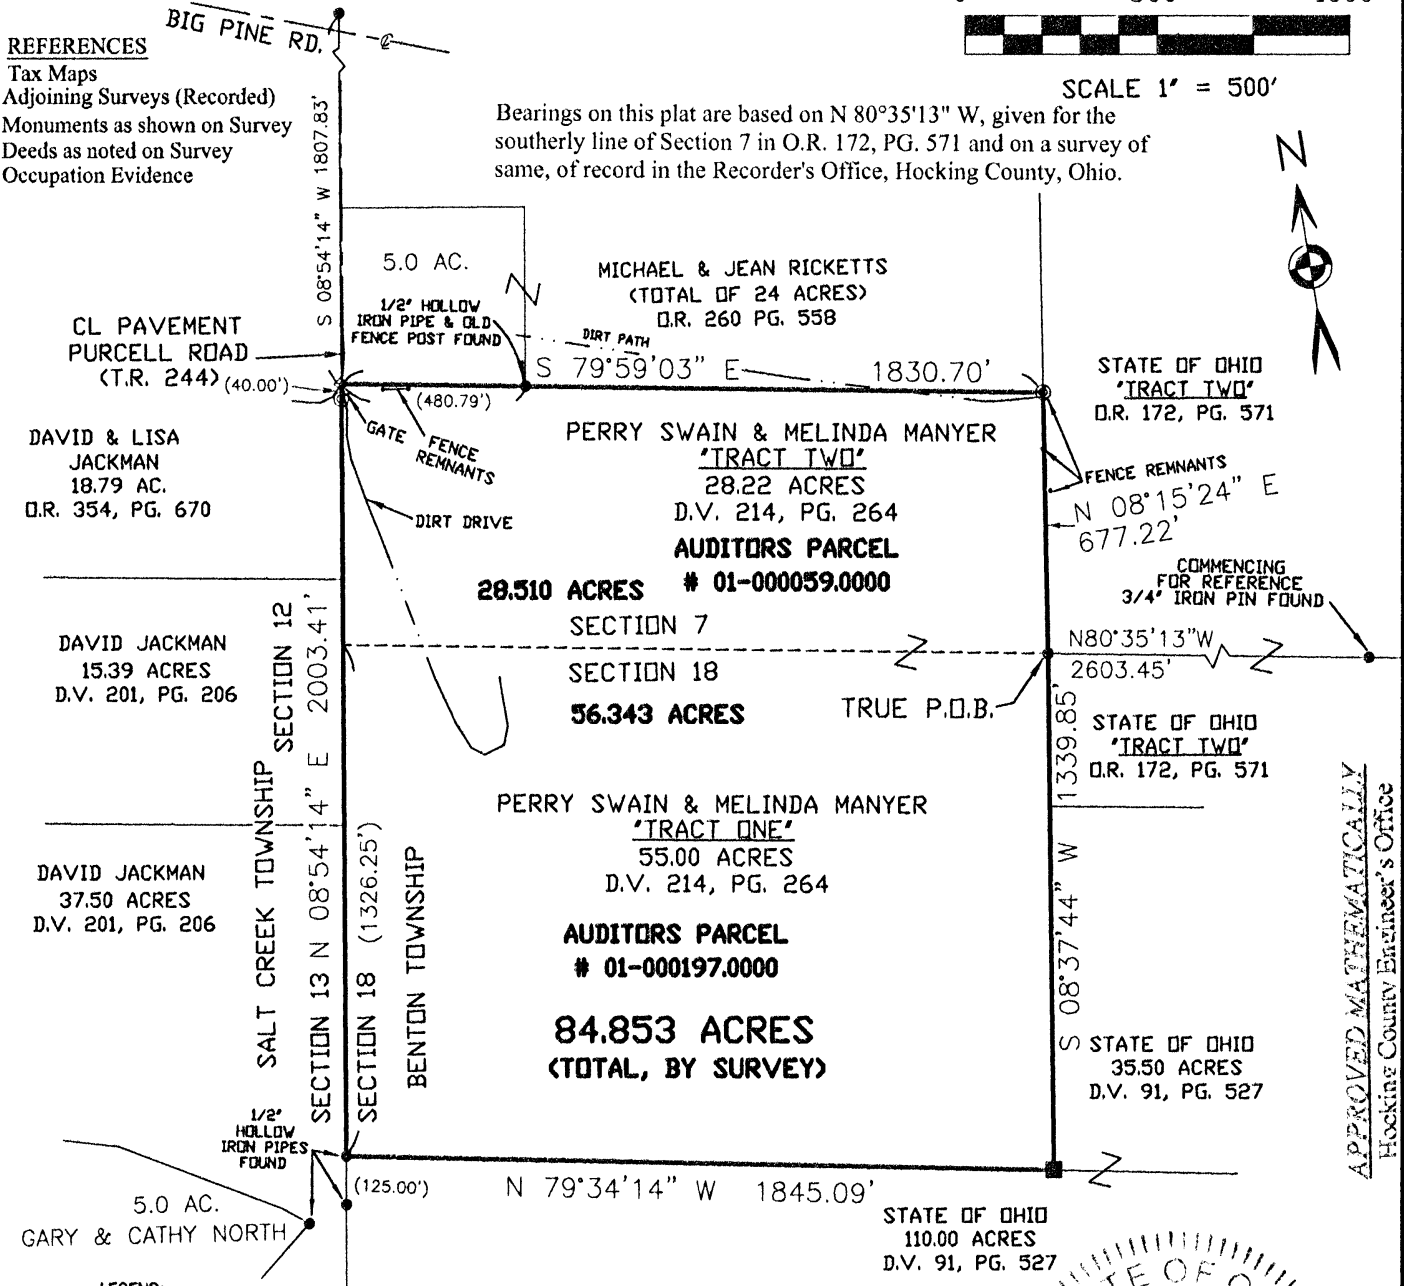 BIG PINE RD.
REFERENCES
Tax Maps
Adjoining Surveys (Recorded)
Monuments as shown on Survey
Deeds as noted on Survey
Occupation Evidence
SCALE 1" = 500'
Bearings on this plat are based on N 80°35'13" W, given for the
southerly line of Section 7 in O.R. 172, PG. 571 and on a survey of
same, of record in the Recorder's Office, Hocking County, Ohio.
N
S 08°54'14" W 1807.83'
5.0 AC.
1/2" HOLLOW
IRON PIPE & OLD
FENCE POST FOUND
MICHAEL & JEAN RICKETTS
(TOTAL OF 24 ACRES)
O.R. 260 PG. 558
DIRT PATH
CL PAVEMENT
PURCELL ROAD
(T.R. 244)
(40.00')
S 79°59'03" E
1830.70'
(480.79')
STATE OF OHIO
"TRACT TWO"
O.R. 172, PG. 571
GATE
FENCE
REMNANTS
DIRT DRIVE
DAVID & LISA
JACKMAN
18.79 AC.
O.R. 354, PG. 670
PERRY SWAIN & MELINDA MANYER
"TRACT TWO"
28.22 ACRES
D.V. 214, PG. 264
AUDITORS PARCEL
# 01-000059.0000
28.510 ACRES
FENCE REMNANTS
N 08°15'24" E
677.22'
COMMENCING
FOR REFERENCE
3/4" IRON PIN FOUND
SECTION 7
SECTION 18
56.343 ACRES
N80°35'13"W
2603.45'
TRUE P.O.B.
DAVID JACKMAN
15.39 ACRES
D.V. 201, PG. 206
SECTION 12
STATE OF OHIO
"TRACT TWO"
O.R. 172, PG. 571
PERRY SWAIN & MELINDA MANYER
"TRACT ONE"
55.00 ACRES
D.V. 214, PG. 264
AUDITORS PARCEL
# 01-000197.0000
84.853 ACRES
(TOTAL, BY SURVEY)
DAVID JACKMAN
37.50 ACRES
D.V. 201, PG. 206
SALT CREEK TOWNSHIP
SECTION 13
N 08°54'14" E 2003.41'
SECTION 18
(1326.25')
BENTON TOWNSHIP
S 08°37'44" W 1339.85'
STATE OF OHIO
35.50 ACRES
D.V. 91, PG. 527
APPROVED MATHEMATICALLY
Hocking County Engineer's Office
1/2"
HOLLOW
IRON PIPES
FOUND
(125.00')
N 79°34'14" W 1845.09'
5.0 AC.
GARY & CATHY NORTH
STATE OF OHIO
110.00 ACRES
D.V. 91, PG. 527